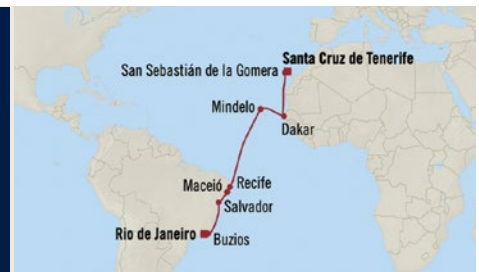 Santa Cruz de Tenerife
San Sebastián de la Gomera
Mindelo
Dakar
Maceió
Recife
Salvador
Rio de Janeiro
Buzios